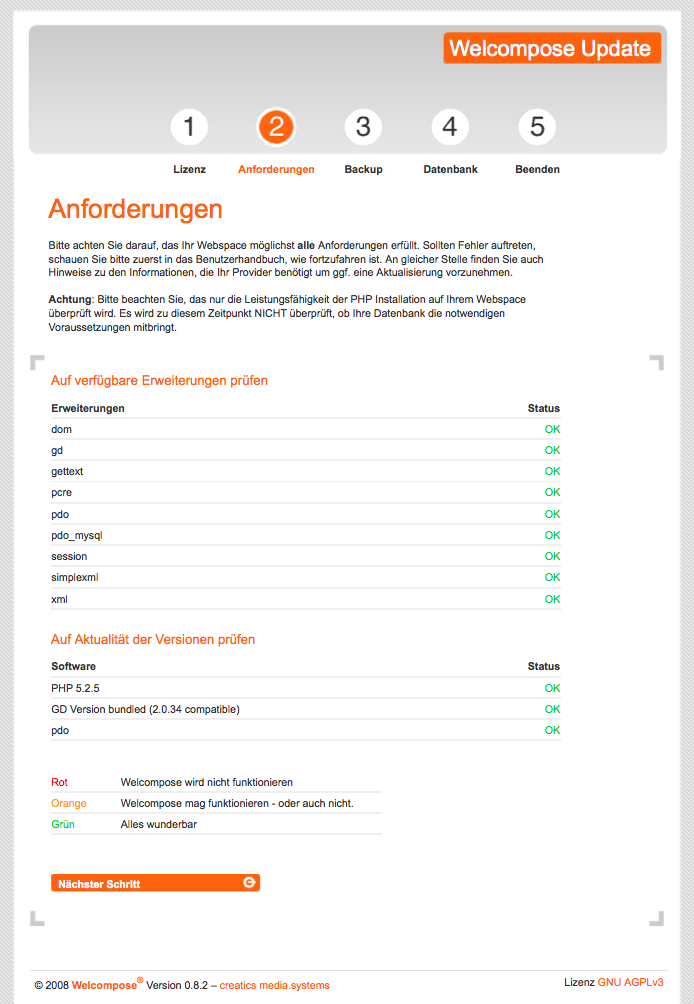 Welcompose Update
1 2 3 4 5
Lizenz Anforderungen Backup Datenbank Beenden
Anforderungen
Bitte achten Sie darauf, das Ihr Webspace möglichst alle Anforderungen erfüllt. Sollten Fehler auftreten,
schauen Sie bitte zuerst in das Benutzerhandbuch, wie fortzufahren ist. An gleicher Stelle finden Sie auch
Hinweise zu den Informationen, die Ihr Provider benötigt um ggf. eine Aktualisierung vorzunehmen.
Achtung: Bitte beachten Sie, das nur die Leistungsfähigkeit der PHP Installation auf Ihrem Webspace
überprüft wird. Es wird zu diesem Zeitpunkt NICHT überprüft, ob Ihre Datenbank die notwendigen
Voraussetzungen mitbringt.
Auf verfügbare Erweiterungen prüfen
Erweiterungen Status
dom OK
gd OK
gettext OK
pcre OK
pdo OK
pdo_mysql OK
session OK
simplexml OK
xml OK
Auf Aktualität der Versionen prüfen
Software Status
PHP 5.2.5 OK
GD Version bundled (2.0.34 compatible) OK
pdo OK
Rot Welcompose wird nicht funktionieren
Orange Welcompose mag funktionieren - oder auch nicht.
Grün Alles wunderbar
Nächster Schritt
© 2008 Welcompose® Version 0.8.2 – creatics media.systems Lizenz GNU AGPLv3